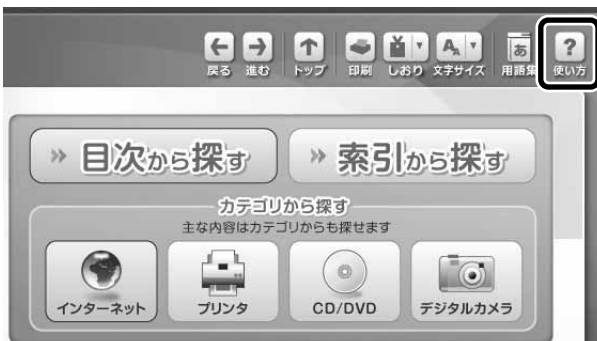 戻る 進む トップ 印刷 しおり 文字サイズ 用語集 使い方
目次から探す 索引から探す
カテゴリから探す
主な内容はカテゴリからも探せます
インターネット プリンタ CD/DVD デジタルカメラ